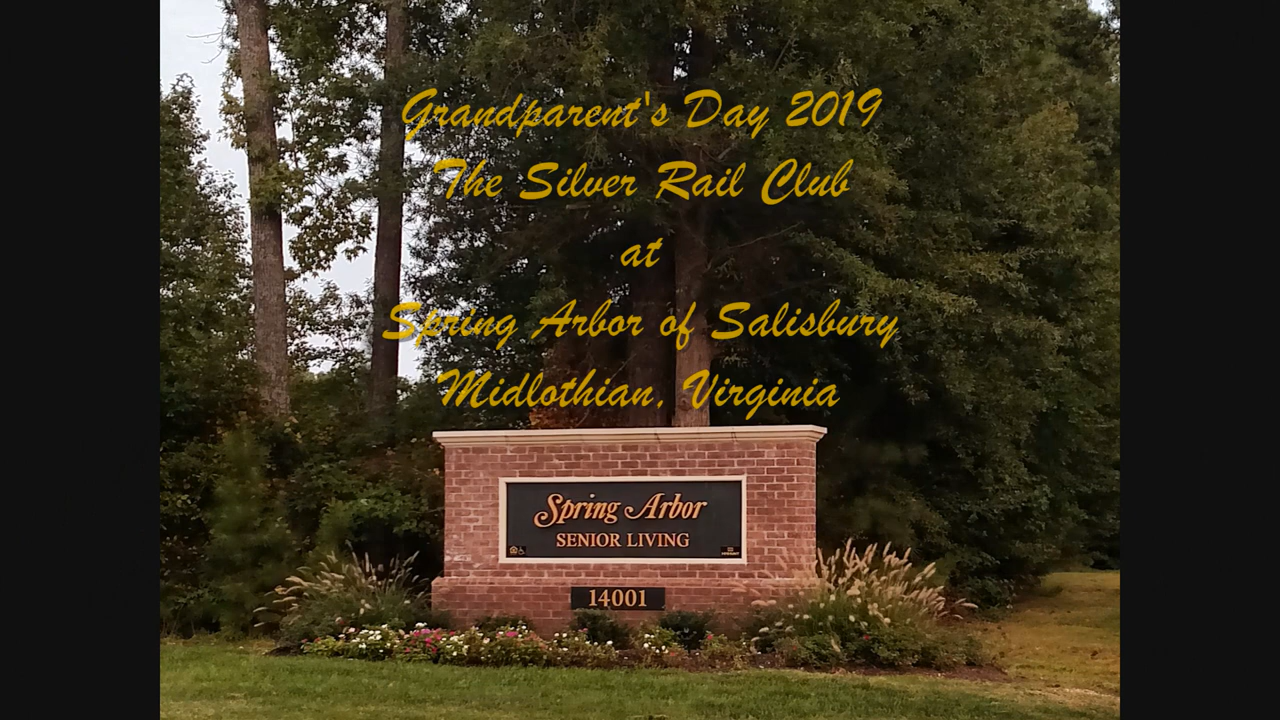 Grandparent's Day 2019
The Silver Rail Club
at
Spring Arbor of Salisbury
Midlothian, Virginia
Spring Arbor
SENIOR LIVING
14001